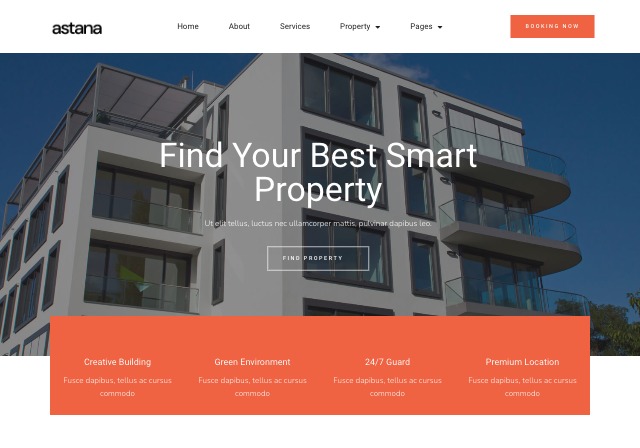 astana
Home
About
Services
Property
Pages
BOOKING NOW
Find Your Best Smart
Property
Ut elit tellus, luctus nec ullamcorper mattis, pulvinar dapibus leo.
FIND PROPERTY
Creative Building
Fusce dapibus, tellus ac cursus
commodo
Green Environment
Fusce dapibus, tellus ac cursus
commodo
24/7 Guard
Fusce dapibus, tellus ac cursus
commodo
Premium Location
Fusce dapibus, tellus ac cursus
commodo